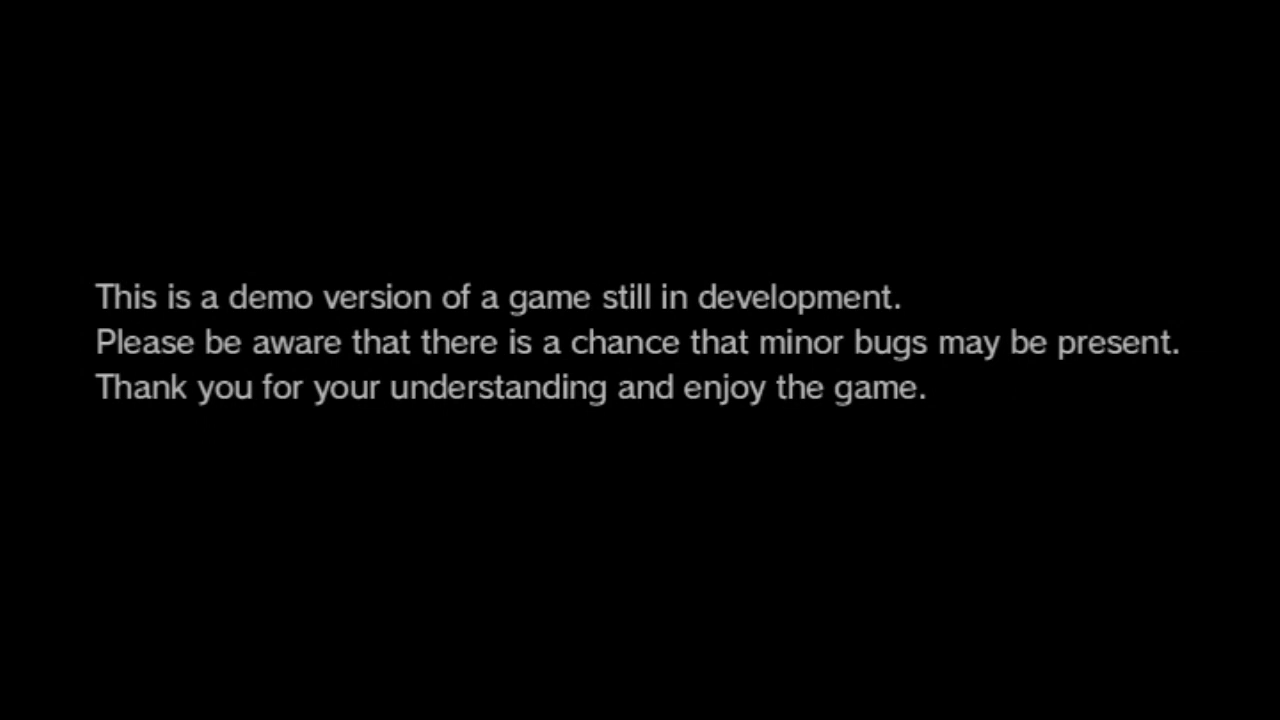 This is a demo version of a game still in development.
Please be aware that there is a chance that minor bugs may be present.
Thank you for your understanding and enjoy the game.